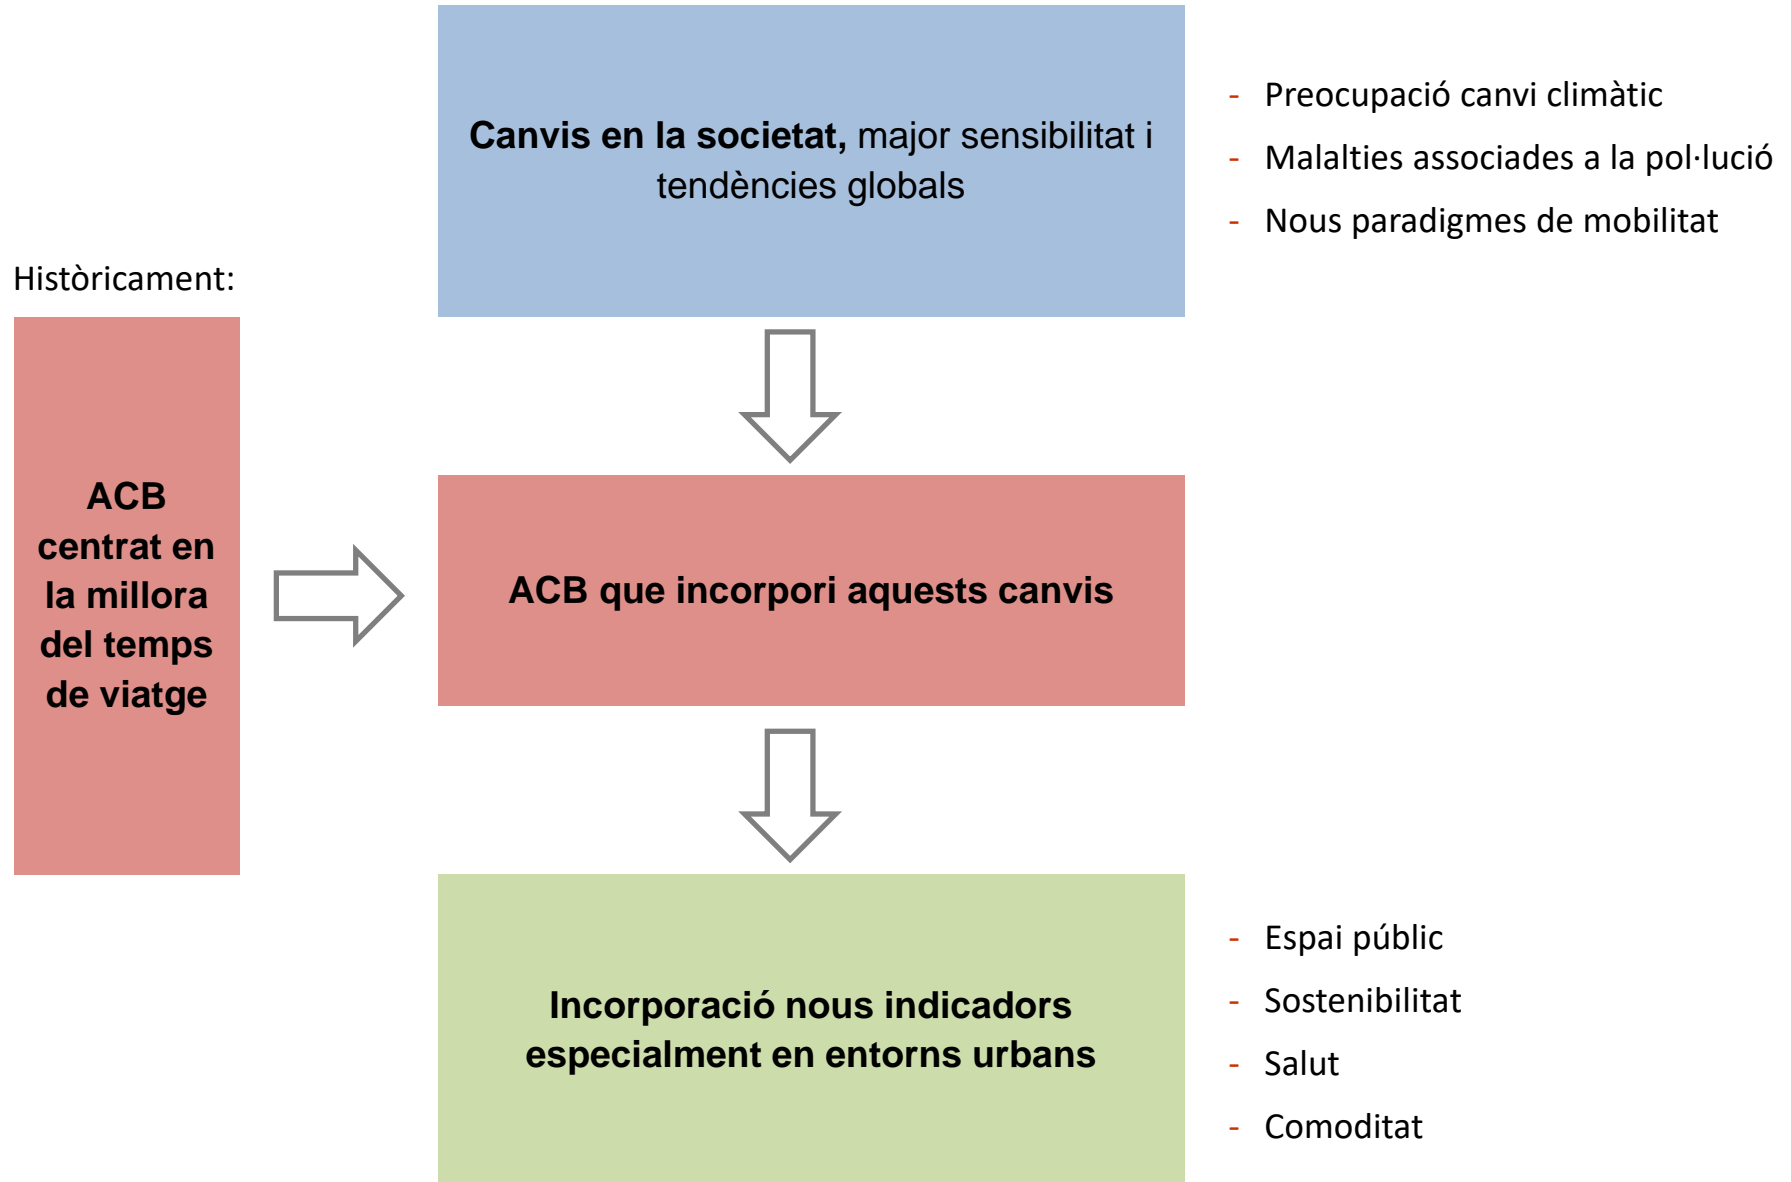 Canvis en la societat, major sensibilitat i
tendències globals
- Preocupació canvi climàtic
- Malalties associades a la pol·lució
- Nous paradigmes de mobilitat
Històricament:
ACB
centrat en
la millora
del temps
de viatge
ACB que incorpori aquests canvis
Incorporació nous indicadors
especialment en entorns urbans
- Espai públic
- Sostenibilitat
- Salut
- Comoditat